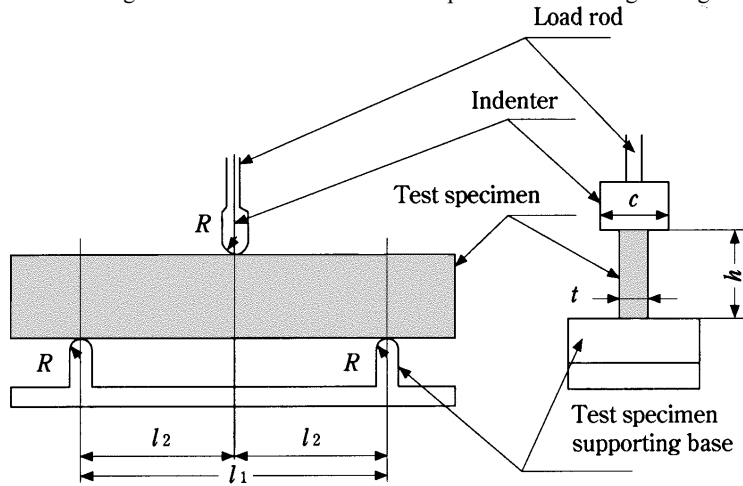 Load rod
Indenter
R
c
Test specimen
h
t
R
R
Test specimen
supporting base
l2
l2
l1